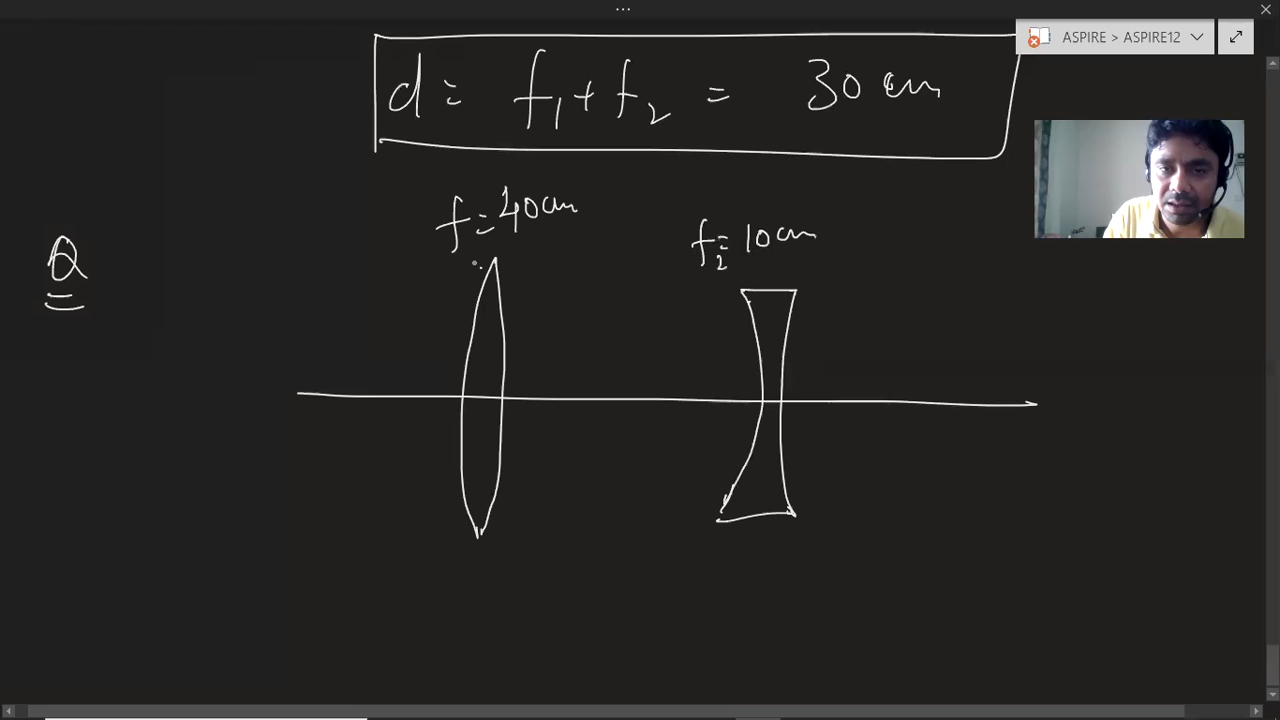 d = f1 + f2 = 30 cm
ASPIRE > ASPIRE12
f = 40 cm
f2 = 10 cm
Q